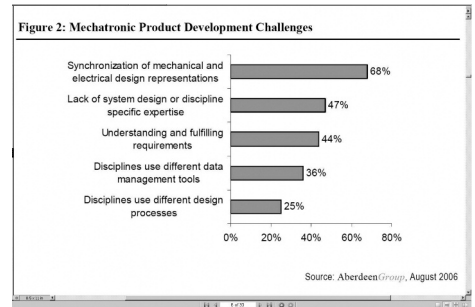 Figure 2: Mechatronic Product Development Challenges
Synchronization of mechanical and
electrical design representations
68%
Lack of system design or discipline
specific expertise
47%
Understanding and fulfilling
requirements
44%
Disciplines use different data
management tools
36%
Disciplines use different design
processes
25%
0% 20% 40% 60% 80%
Source: AberdeenGroup, August 2006